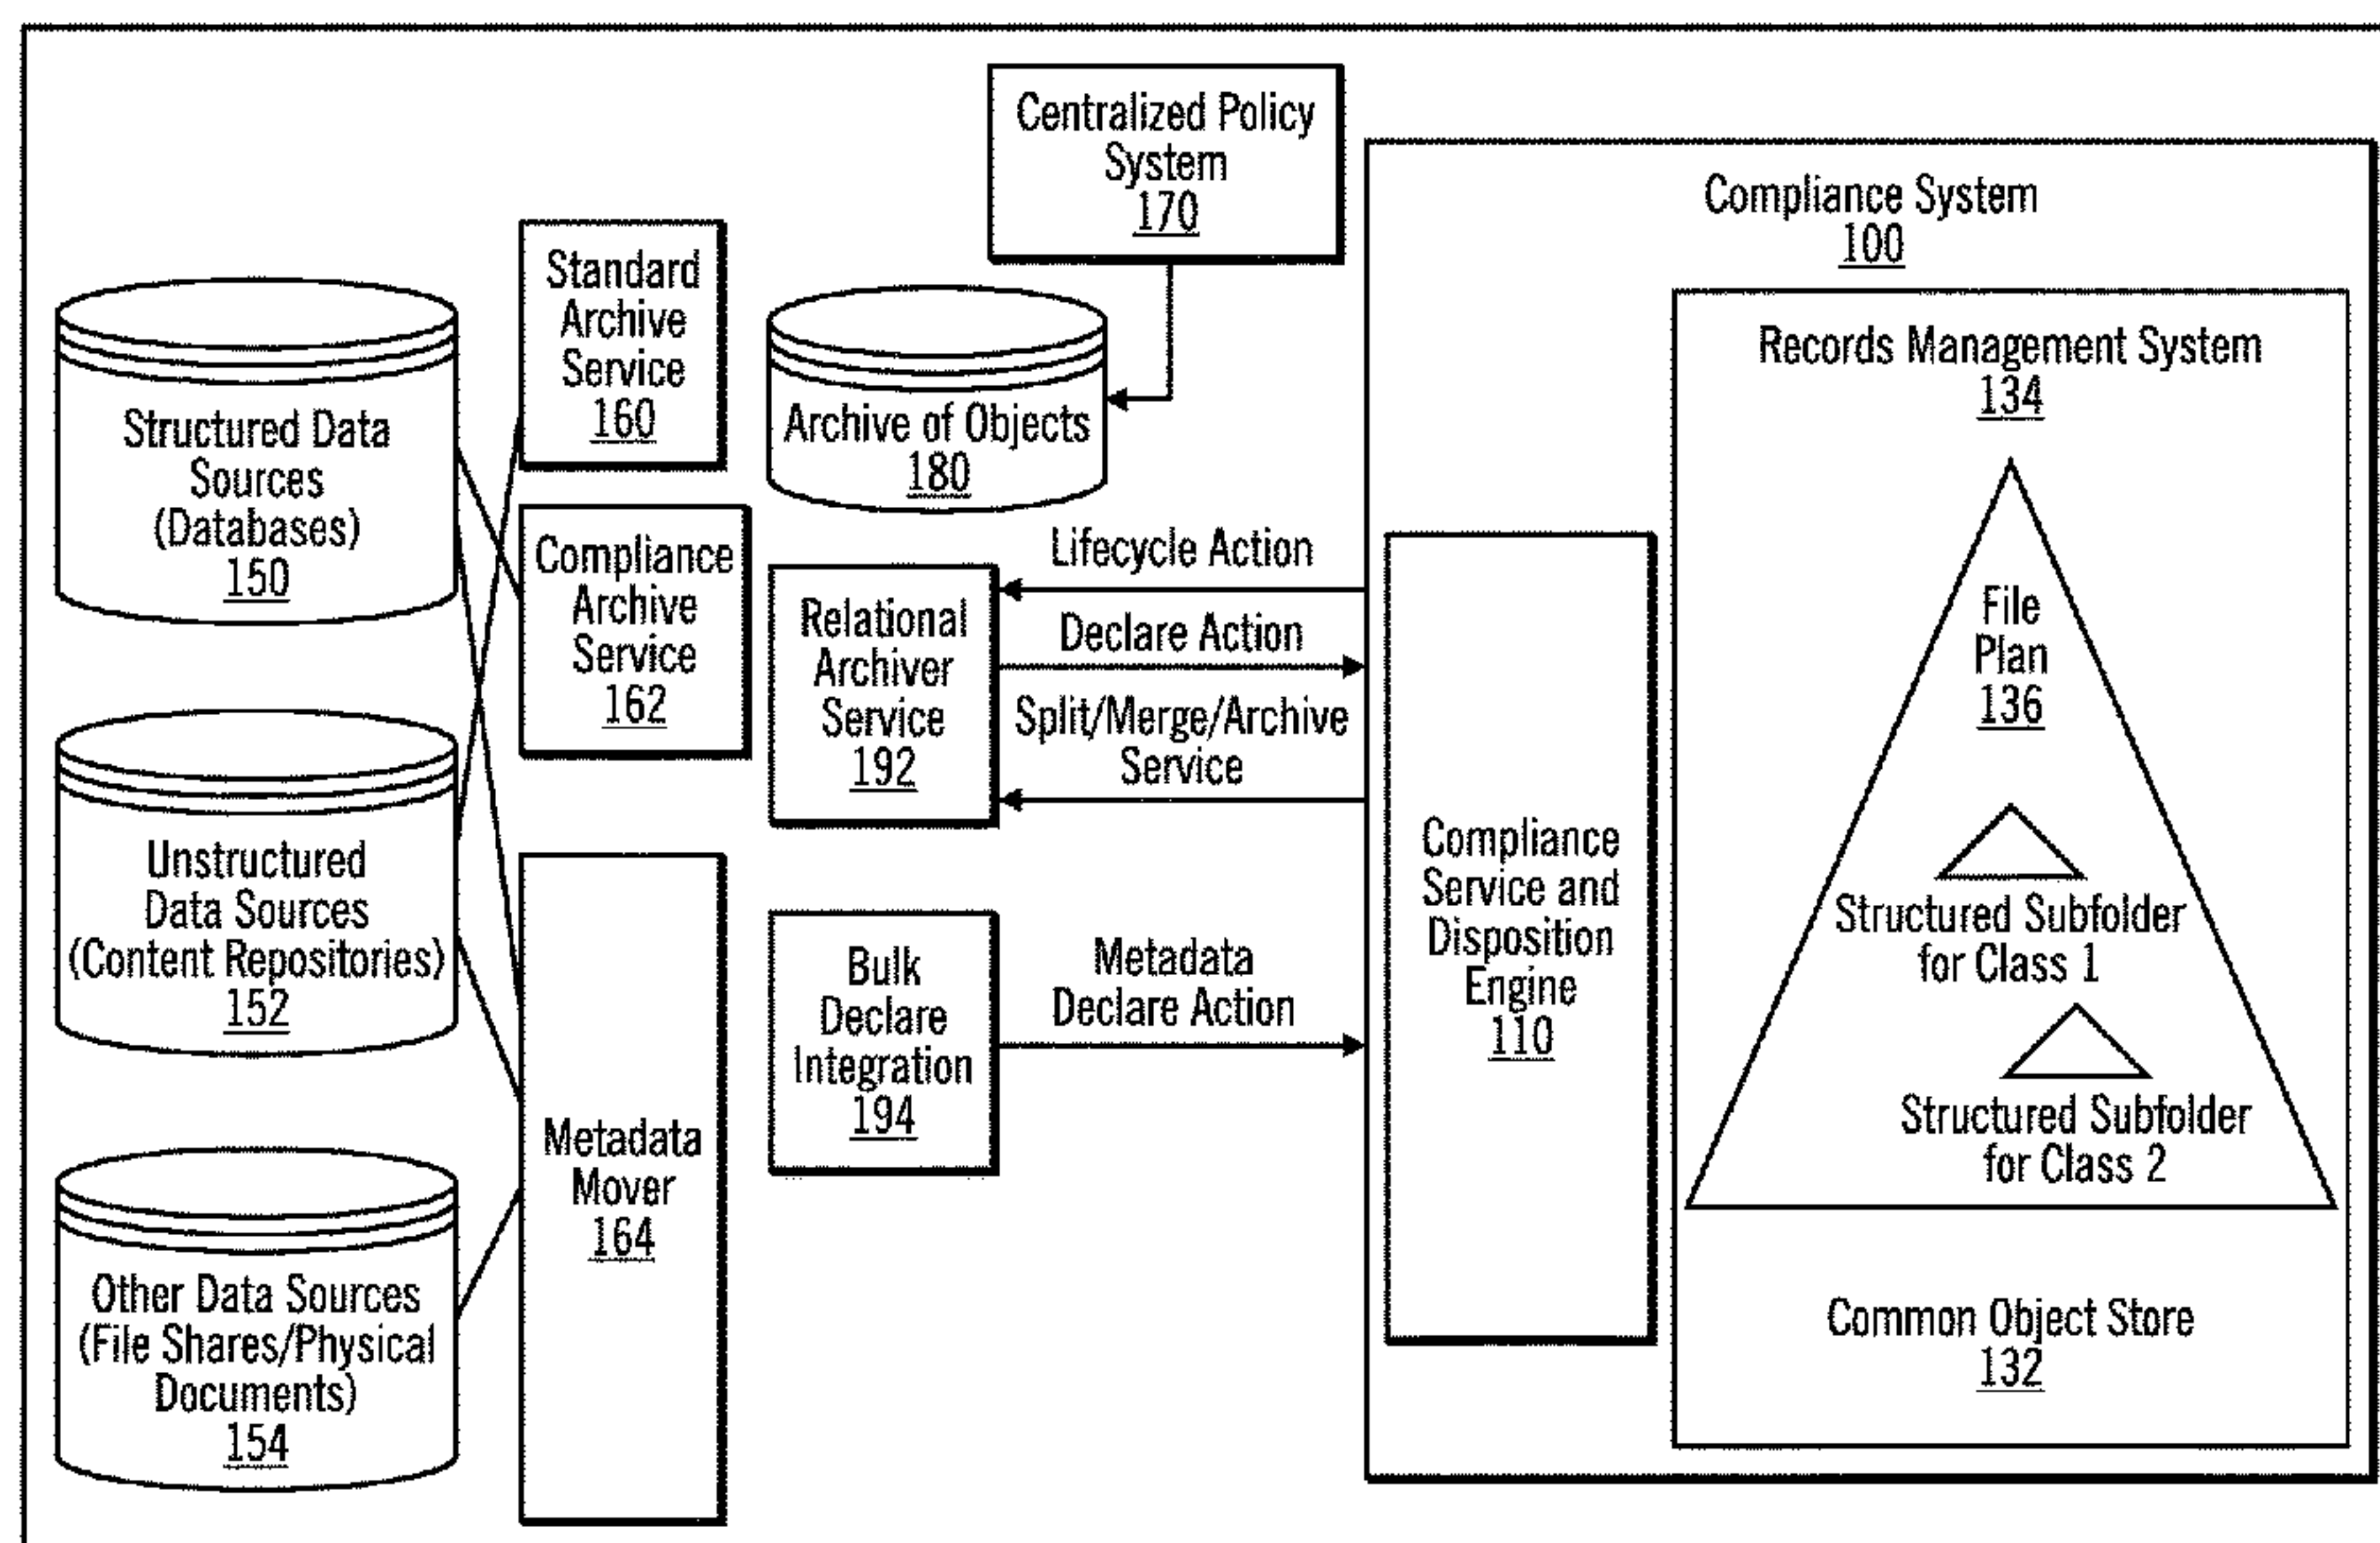 Centralized Policy
System
170
Compliance System
100
Standard
Archive
Service
160
Structured Data
Sources
(Databases)
150
Archive of Objects
180
Records Management System
134
Compliance
Archive
Service
162
Lifecycle Action
Relational
Archiver
Service
192
Declare Action
Split/Merge/Archive
Service
File
Plan
136
Unstructured
Data Sources
(Content Repositories)
152
Compliance
Service and
Disposition
Engine
110
Structured Subfolder
for Class 1
Bulk
Declare
Integration
194
Metadata
Declare Action
Structured Subfolder
for Class 2
Metadata
Mover
164
Other Data Sources
(File Shares/Physical
Documents)
154
Common Object Store
132